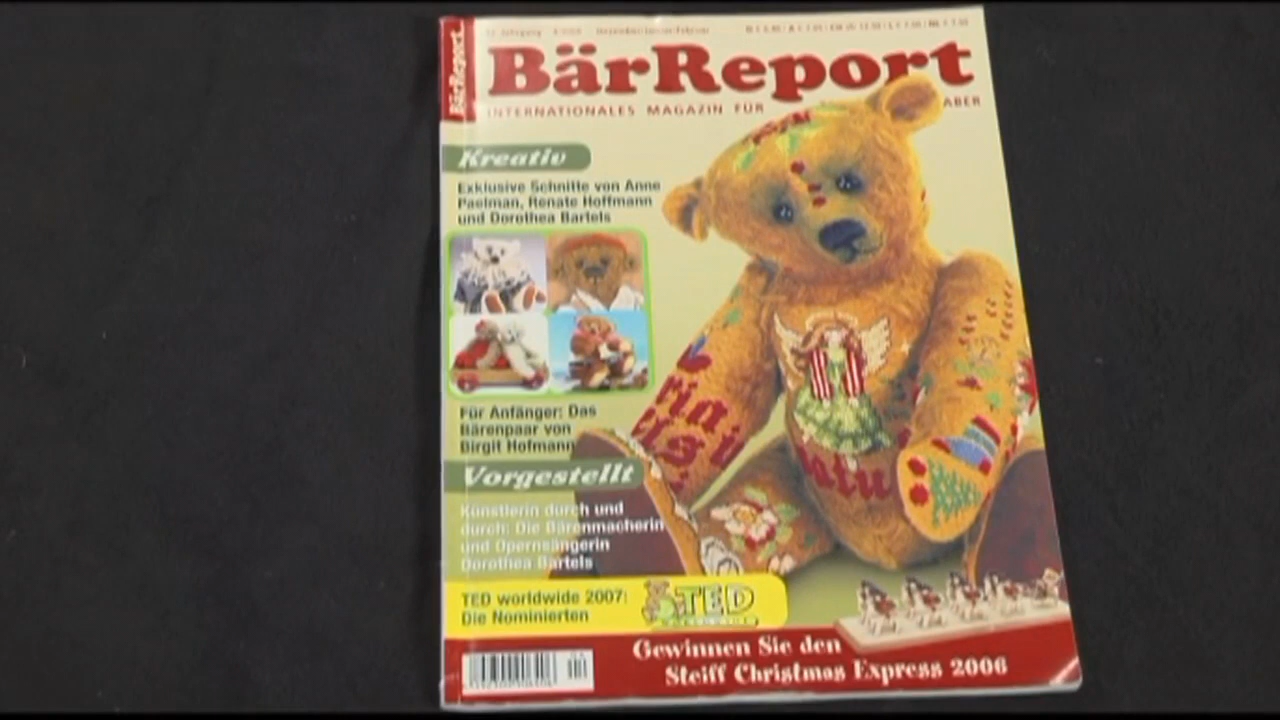 BärReport
BärReport
INTERNATIONALES MAGAZIN FÜR
Kreativ
Exklusive Schnitte von Anne
Paelman, Renate Hoffmann
und Dorothea Bartels
Für Anfänger: Das
Bärenpaar von
Birgit Hofmann
Vorgestellt
Künstlerin durch und
durch: Die Bärenmacherin
und Opernsängerin
Dorothea Bartels
TED worldwide 2007:
Die Nominierten
TED
Gewinnen Sie den
Steiff Christmas Express 2006